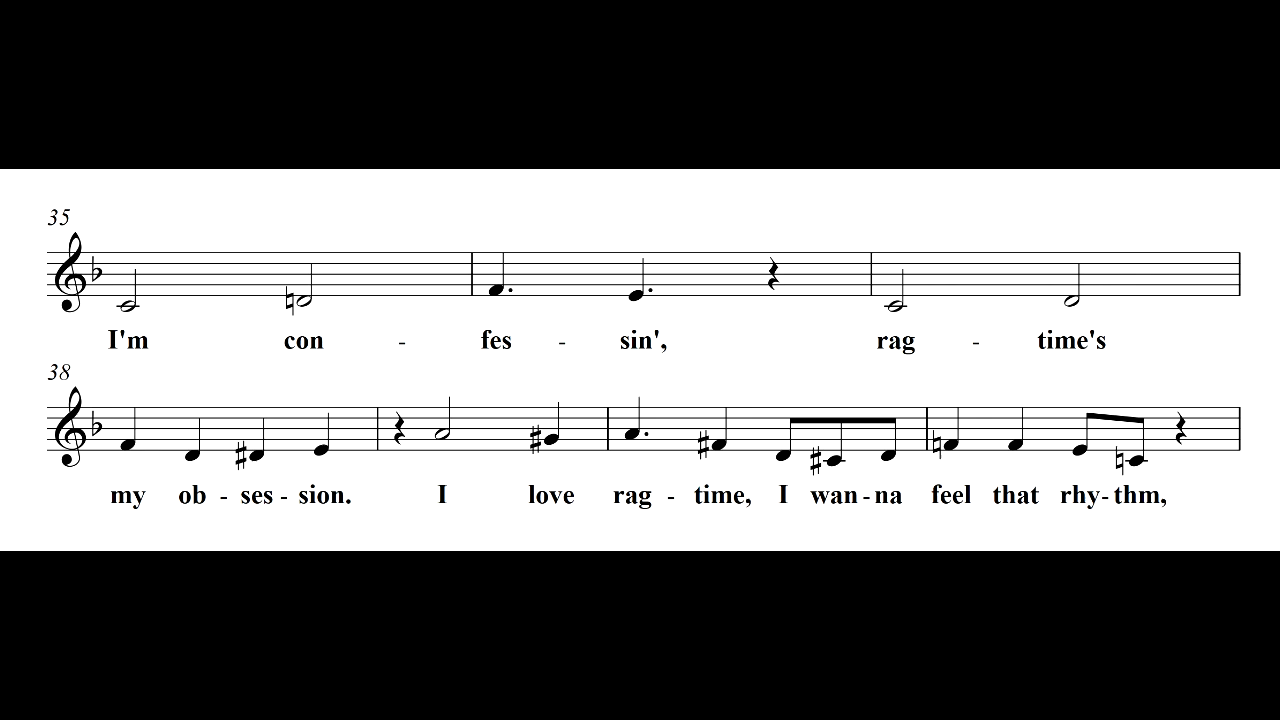 35
I'm con - fes - sin', rag - time's
38
my ob - ses - sion. I love rag - time, I wan - na feel that rhy - thm,